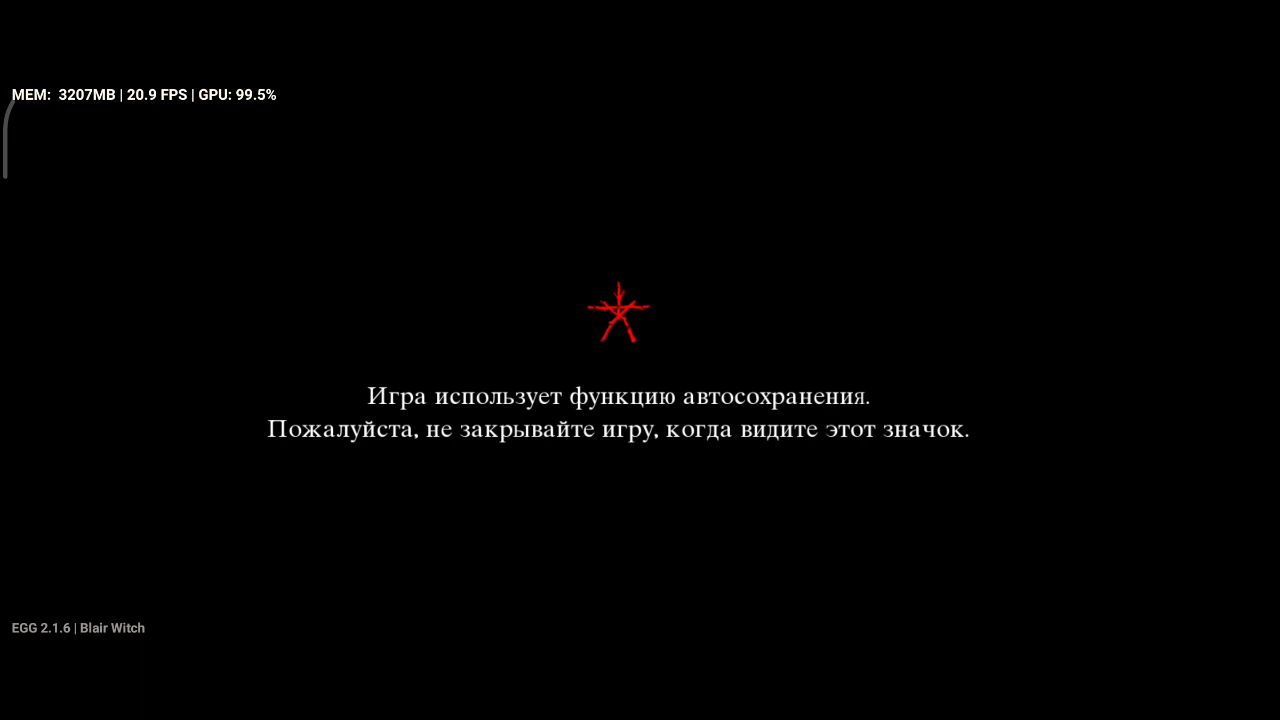 MEM: 3207MB | 20.9 FPS | GPU: 99.5%
Игра использует функцию автосохранения.
Пожалуйста, не закрывайте игру, когда видите этот значок.
EGG 2.1.6 | Blair Witch